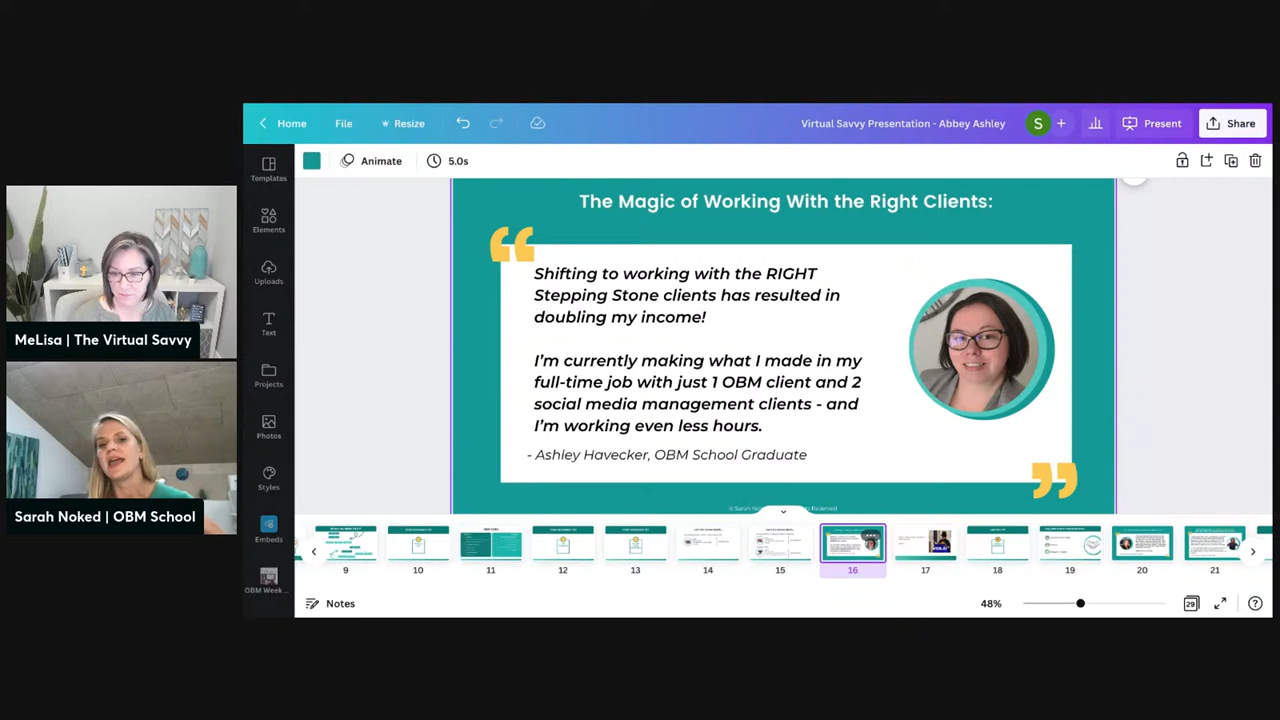 Home
File
Resize
Virtual Savvy Presentation - Abbey Ashley
S
Present
Share
Animate
5.0s
Templates
Elements
Uploads
Text
Projects
Photos
Styles
Embeds
OBM Week ...
MeLisa | The Virtual Savvy
Sarah Noked | OBM School
The Magic of Working With the Right Clients:
“
Shifting to working with the RIGHT
Stepping Stone clients has resulted in
doubling my income!
I’m currently making what I made in my
full-time job with just 1 OBM client and 2
social media management clients - and
I’m working even less hours.
- Ashley Havecker, OBM School Graduate
”
9
10
11
12
13
14
15
16
17
18
19
20
21
Notes
48%
29